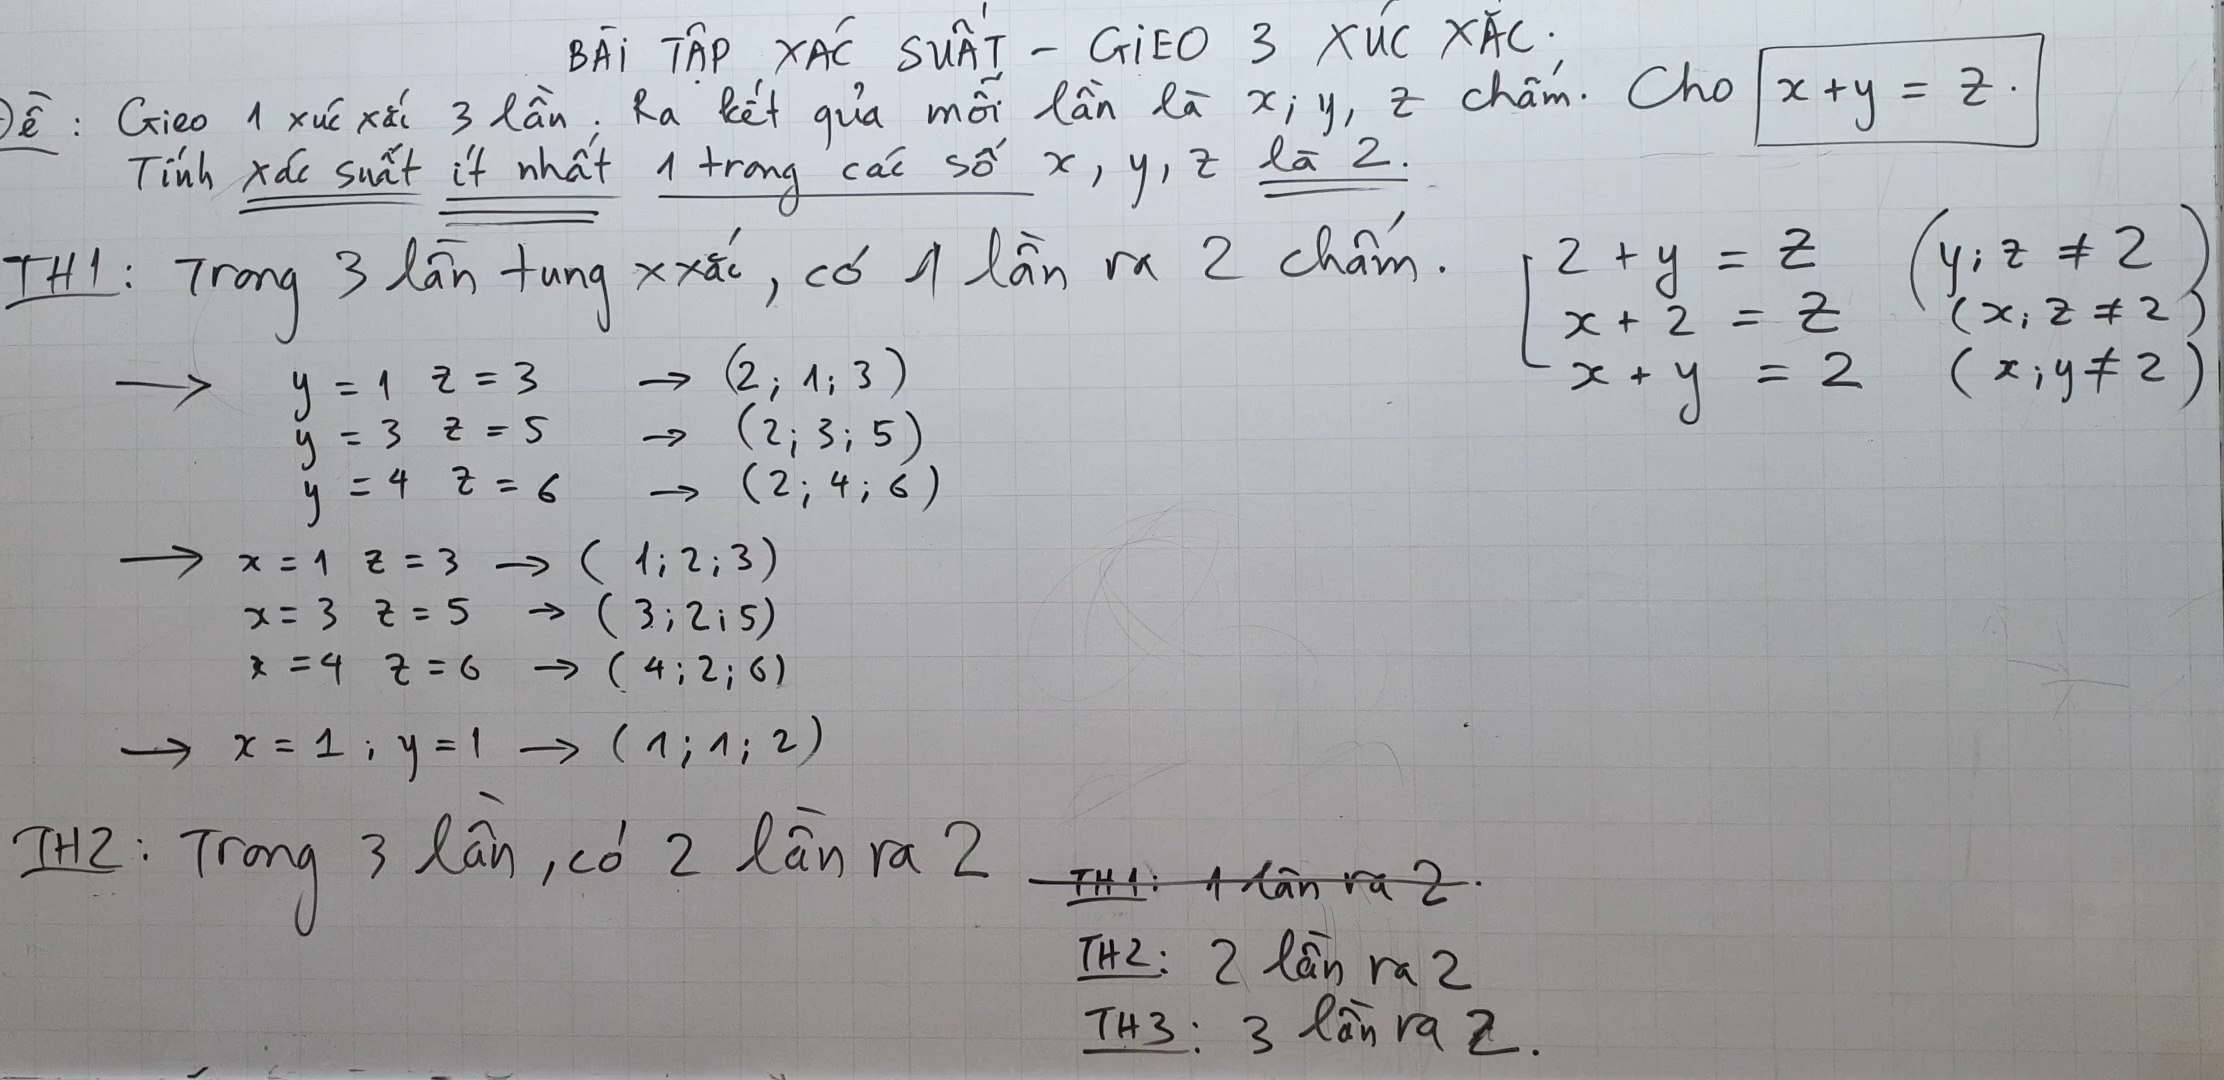 BÀI TẬP XÁC SUẤT - GIEO 3 XÚC XẮC.
Đề: Gieo 1 xúc xắc 3 lần. Ra kết quả mỗi lần là x; y, z chấm. Cho x + y = z.
Tính xác suất ít nhất 1 trong các số x, y, z là 2.
TH1: Trong 3 lần tung xxắc, có 1 lần ra 2 chấm.
2 + y = z (y; z ≠ 2)
x + 2 = z (x; z ≠ 2)
x + y = 2 (x; y ≠ 2)
→ y = 1 z = 3 → (2; 1; 3)
y = 3 z = 5 → (2; 3; 5)
y = 4 z = 6 → (2; 4; 6)
→ x = 1 z = 3 → (1; 2; 3)
x = 3 z = 5 → (3; 2; 5)
x = 4 z = 6 → (4; 2; 6)
→ x = 1; y = 1 → (1; 1; 2)
TH2: Trong 3 lần, có 2 lần ra 2
TH1: 1 lần ra 2.
TH2: 2 lần ra 2
TH3: 3 lần ra 2.